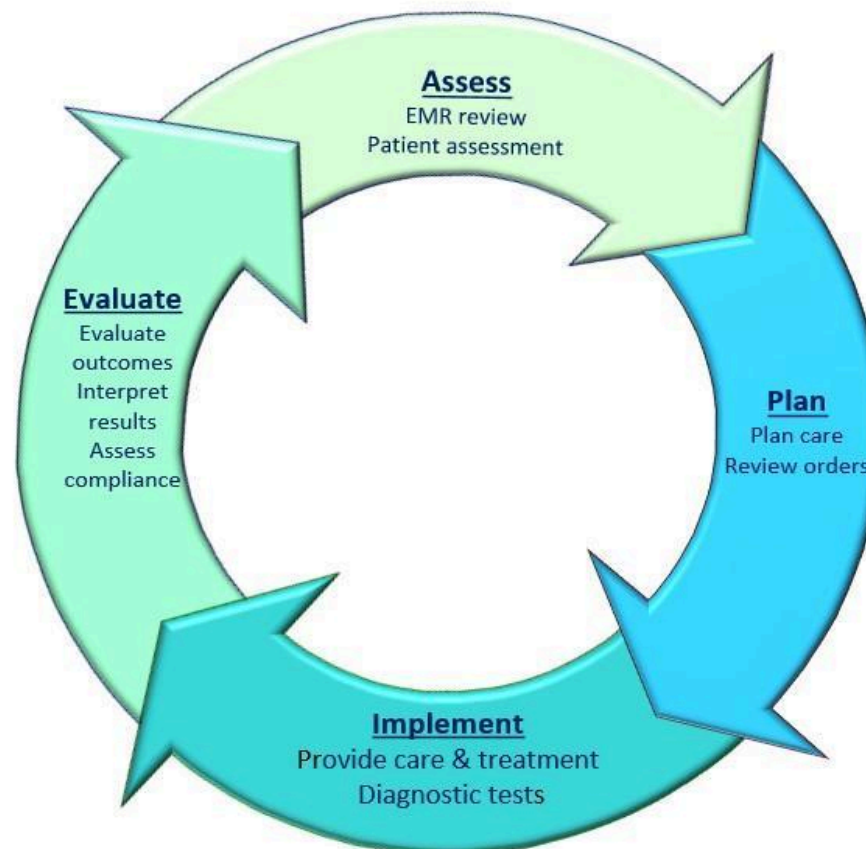 Assess
EMR review
Patient assessment
Plan
Plan care
Review orders
Implement
Provide care & treatment
Diagnostic tests
Evaluate
Evaluate
outcomes
Interpret
results
Assess
compliance